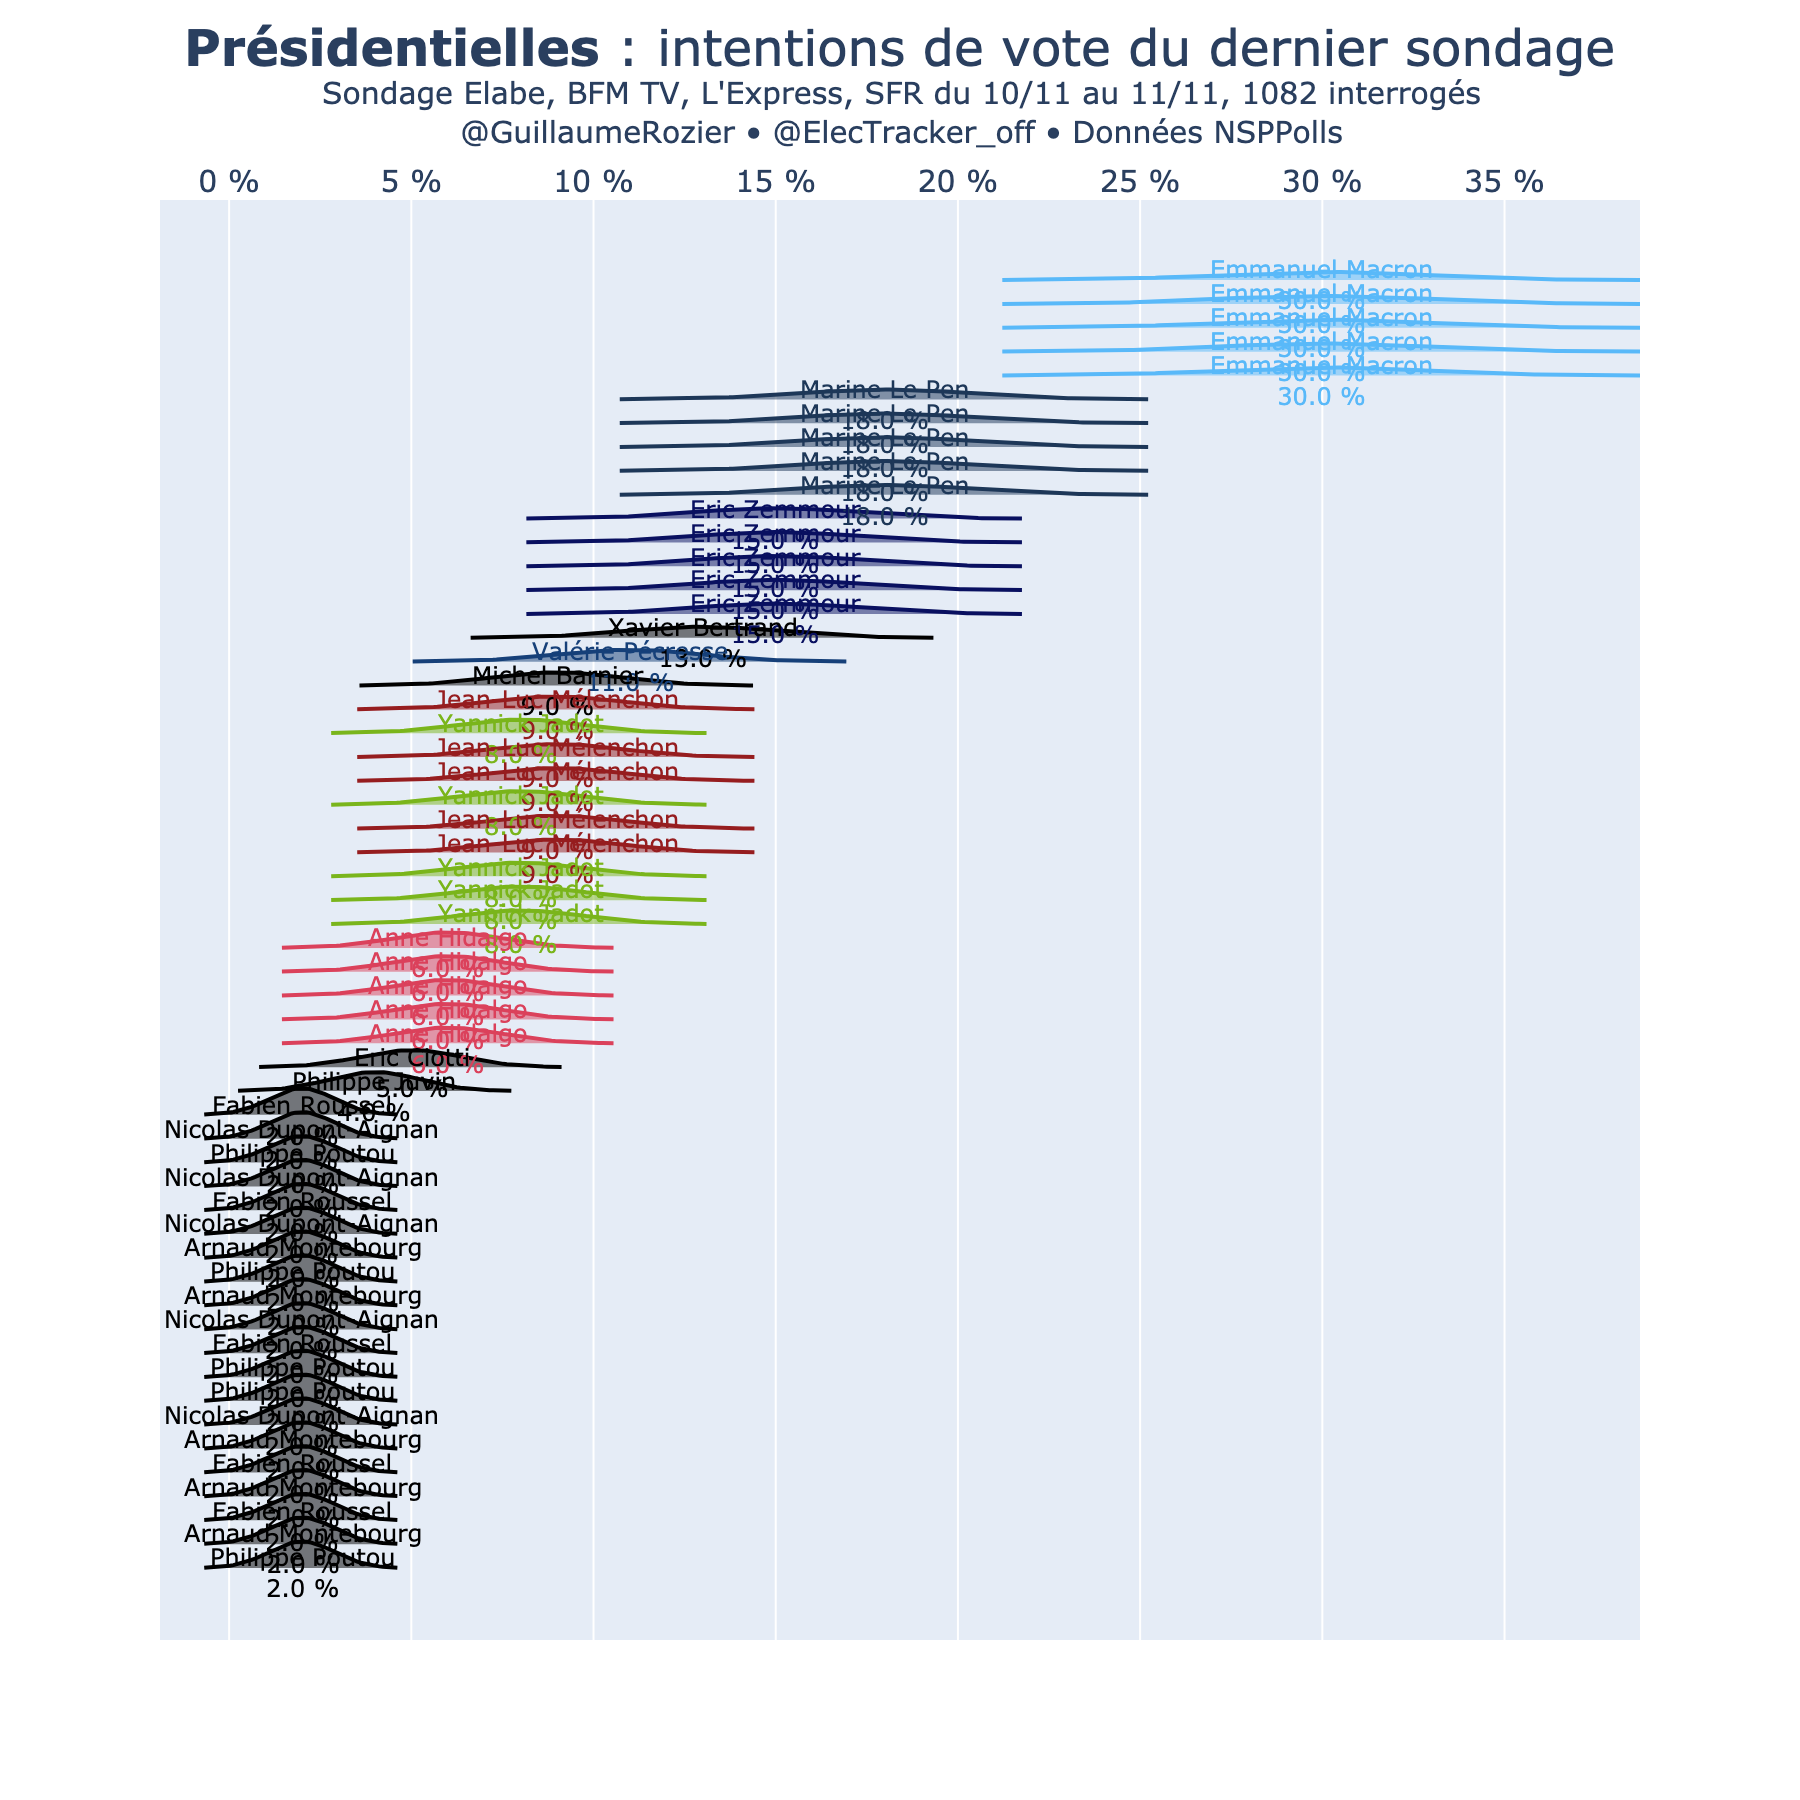 Présidentielles : intentions de vote du dernier sondage
Sondage Elabe, BFM TV, L'Express, SFR du 10/11 au 11/11, 1082 interrogés
@GuillaumeRozier • @ElecTracker_off • Données NSPPolls
0 % 5 % 10 % 15 % 20 % 25 % 30 % 35 %
Emmanuel Macron
30.0 %
Emmanuel Macron
30.0 %
Emmanuel Macron
30.0 %
Emmanuel Macron
30.0 %
Emmanuel Macron
30.0 %
Marine Le Pen
18.0 %
Marine Le Pen
18.0 %
Marine Le Pen
18.0 %
Marine Le Pen
18.0 %
Marine Le Pen
18.0 %
Eric Zemmour
15.0 %
Eric Zemmour
15.0 %
Eric Zemmour
15.0 %
Eric Zemmour
15.0 %
Eric Zemmour
15.0 %
Xavier Bertrand
13.0 %
Valérie Pécresse
11.0 %
Michel Barnier
9.0 %
Jean-Luc Mélenchon
9.0 %
Yannick Jadot
8.0 %
Jean-Luc Mélenchon
9.0 %
Jean-Luc Mélenchon
9.0 %
Yannick Jadot
8.0 %
Jean-Luc Mélenchon
9.0 %
Jean-Luc Mélenchon
9.0 %
Yannick Jadot
8.0 %
Yannick Jadot
8.0 %
Yannick Jadot
8.0 %
Anne Hidalgo
6.0 %
Anne Hidalgo
6.0 %
Anne Hidalgo
6.0 %
Anne Hidalgo
6.0 %
Anne Hidalgo
6.0 %
Eric Ciotti
5.0 %
Philippe Juvin
4.0 %
Fabien Roussel
2.0 %
Nicolas Dupont-Aignan
2.0 %
Philippe Poutou
2.0 %
Nicolas Dupont-Aignan
2.0 %
Fabien Roussel
2.0 %
Nicolas Dupont-Aignan
2.0 %
Arnaud Montebourg
2.0 %
Philippe Poutou
2.0 %
Arnaud Montebourg
2.0 %
Nicolas Dupont-Aignan
2.0 %
Fabien Roussel
2.0 %
Philippe Poutou
2.0 %
Philippe Poutou
2.0 %
Nicolas Dupont-Aignan
2.0 %
Arnaud Montebourg
2.0 %
Fabien Roussel
2.0 %
Arnaud Montebourg
2.0 %
Fabien Roussel
2.0 %
Arnaud Montebourg
2.0 %
Philippe Poutou
2.0 %